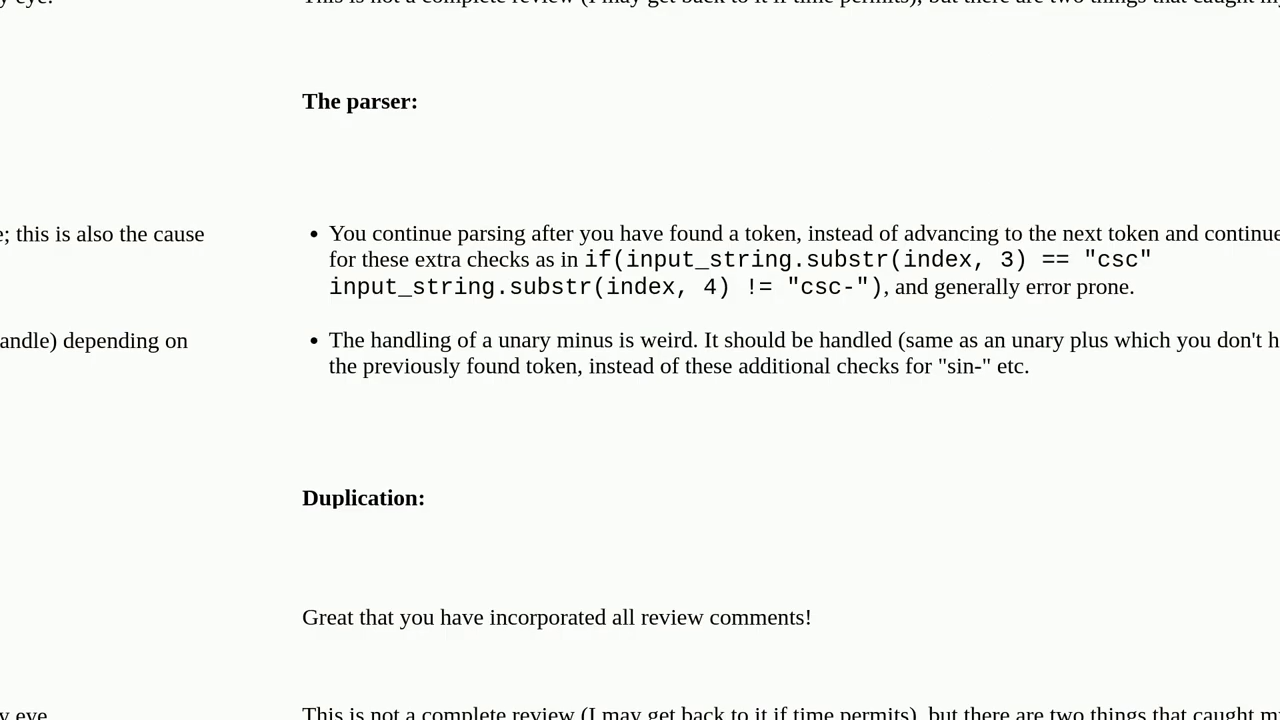 y eye.
This is not a complete review (I may get back to it if time permits), but there are two things that caught
The parser:
e; this is also the cause
You continue parsing after you have found a token, instead of advancing to the next token and continue
for these extra checks as in if(input_string.substr(index, 3) == "csc"
input_string.substr(index, 4) != "csc-"), and generally error prone.
andle) depending on
The handling of a unary minus is weird. It should be handled (same as an unary plus which you don't h
the previously found token, instead of these additional checks for "sin-" etc.
Duplication:
Great that you have incorporated all review comments!
y eye
This is not a complete review (I may get back to it if time permits), but there are two things that caught